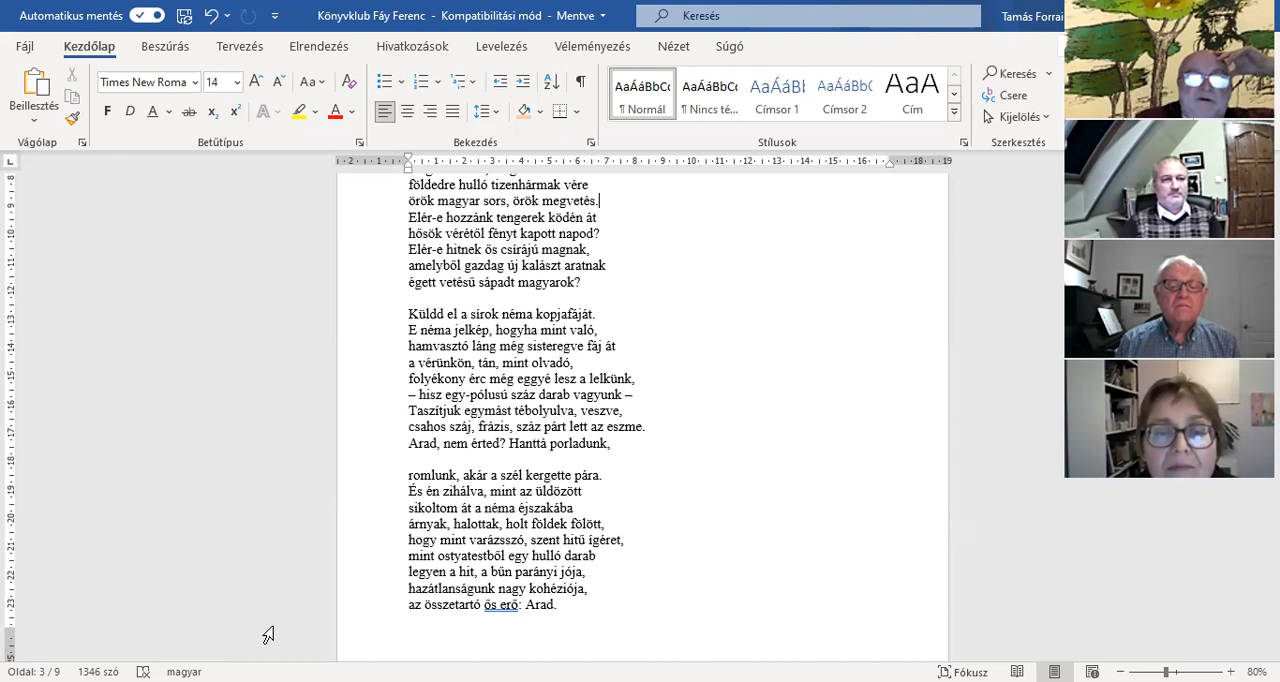 Automatikus mentés
Könyvklub Fáy Ferenc - Kompatibilitási mód - Mentve
Keresés
Tamás Forrai
Fájl
Kezdőlap
Beszúrás
Tervezés
Elrendezés
Hivatkozások
Levelezés
Véleményezés
Nézet
Súgó
Beillesztés
Times New Roma
14
Aa
F D A ab x₂ x² A A
AaÁáBbCc
¶ Normál
AaÁáBbCc
¶ Nincs té...
AaÁáBbC
Címsor 1
AaÁáBbCc
Címsor 2
AaÁ
Cím
Keresés
Csere
Kijelölés
Vágólap
Betűtípus
Bekezdés
Stílusok
Szerkesztés
földedre hulló tizenhármak vére
örök magyar sors, örök megvetés.
Elér-e hozzánk tengerek ködén át
hősök vérétől fényt kapott napod?
Elér-e hitnek ős csírájú magnak,
amelyből gazdag új kalászt aratnak
égett vetésű sápadt magyarok?
Küldd el a sírok néma kopjafáját.
E néma jelkép, hogyha mint való,
hamvasztó láng még sisteregve fáj át
a vérünkön, tán, mint olvadó,
folyékony érc még eggyé lesz a lelkünk,
– hisz egy-pólusú száz darab vagyunk –
Taszítjuk egymást tébolyulva, veszve,
csahos száj, frázis, száz párt lett az eszme.
Arad, nem érted? Hanttá porladunk,
romlunk, akár a szél kergette pára.
És én zihálva, mint az üldözött
sikoltom át a néma éjszakába
árnyak, halottak, holt földek fölött,
hogy mint varázsszó, szent hitű ígéret,
mint ostyatestből egy hulló darab
legyen a hit, a bűn parányi jója,
hazátlanságunk nagy kohéziója,
az összetartó ős erő: Arad.
Oldal: 3 / 9
1346 szó
magyar
Fókusz
80%